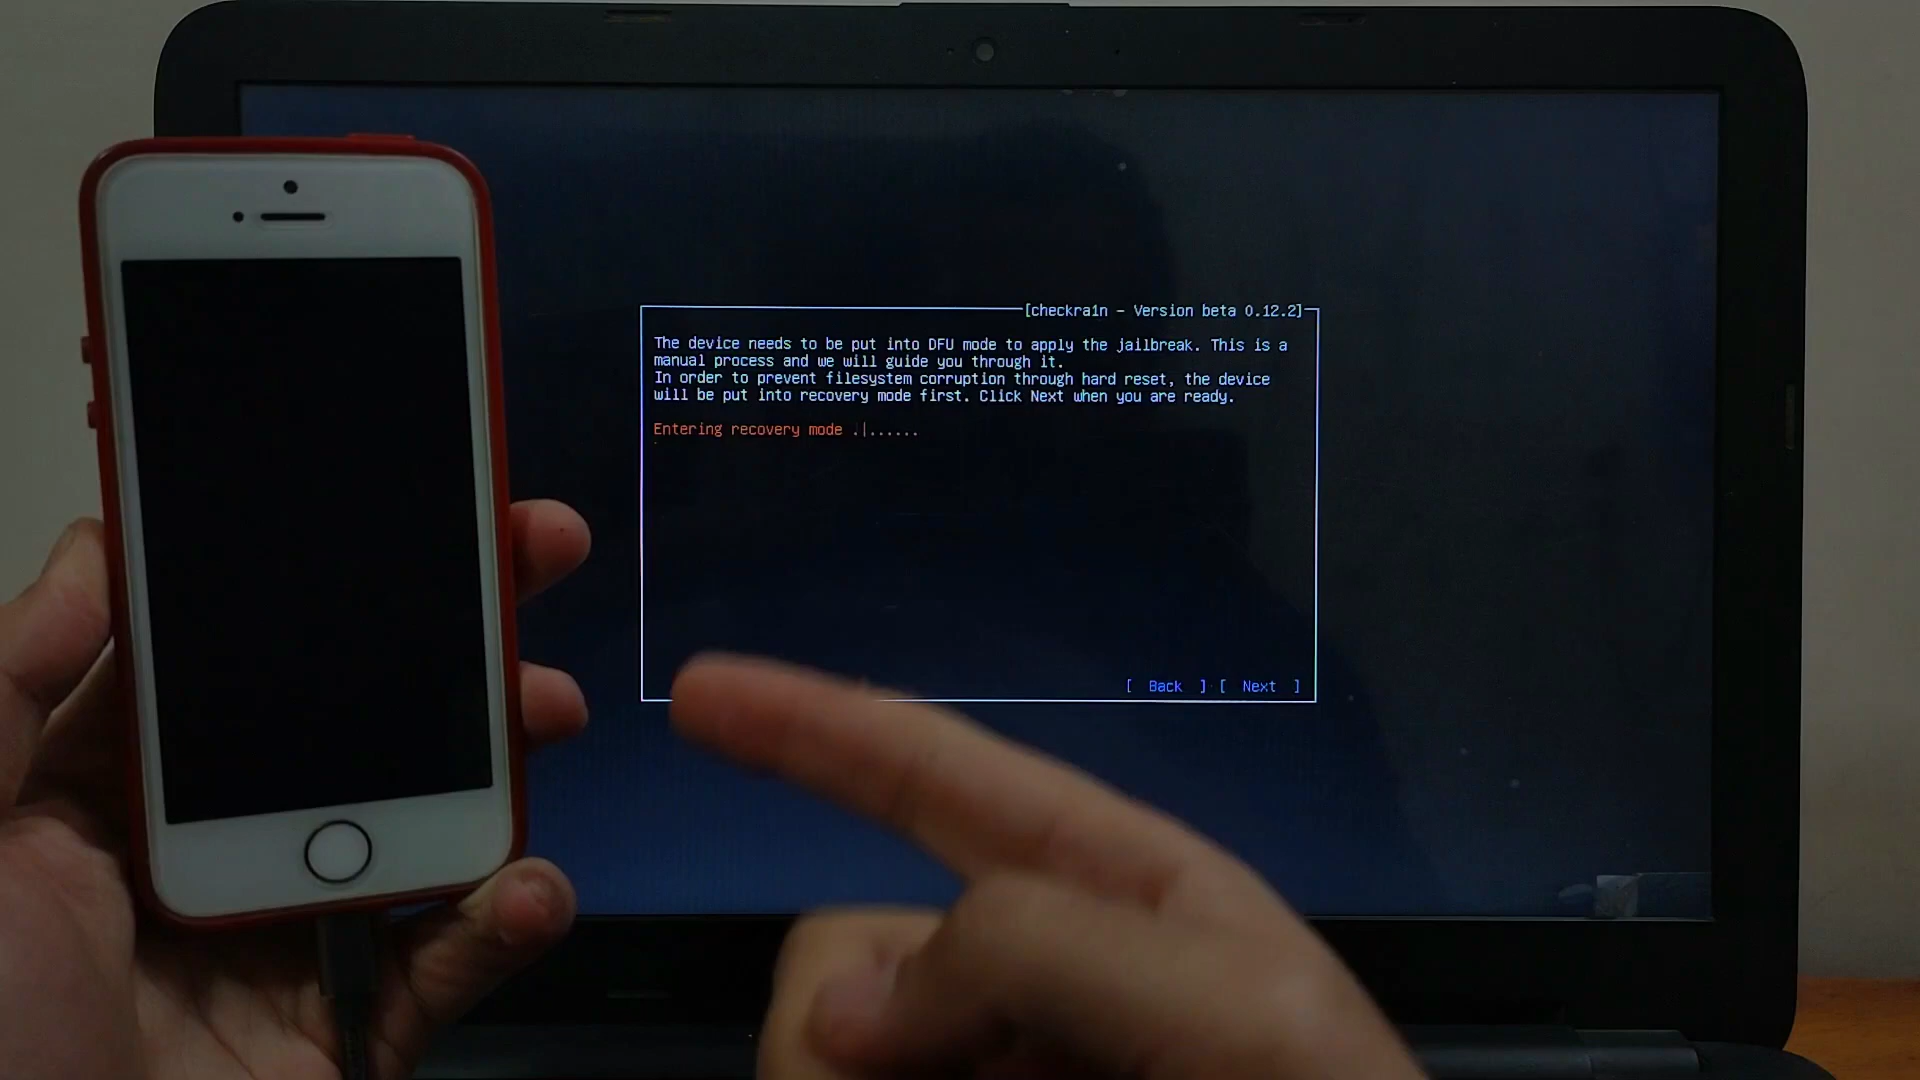 [checkra1n - Version beta 0.12.2]
The device needs to be put into DFU mode to apply the jailbreak. This is a
manual process and we will guide you through it.
In order to prevent filesystem corruption through hard reset, the device
will be put into recovery mode first. Click Next when you are ready.
Entering recovery mode .|......
[ Back ] [ Next ]